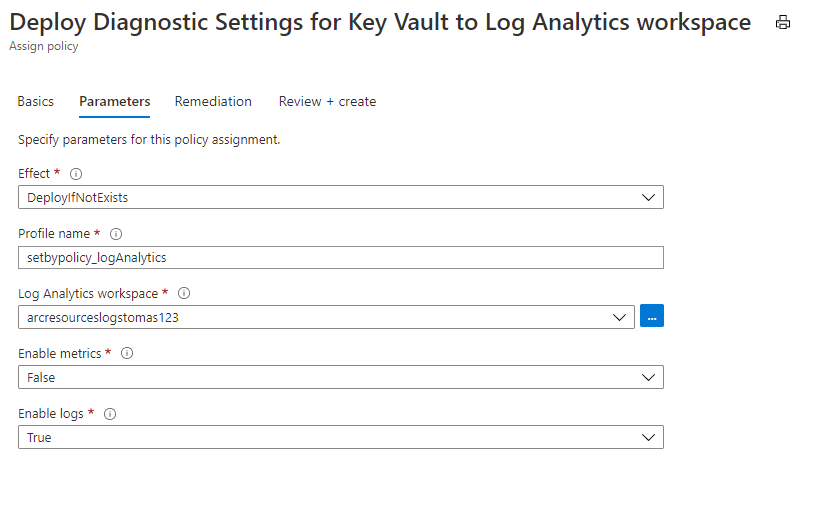 Deploy Diagnostic Settings for Key Vault to Log Analytics workspace
Assign policy
Basics Parameters Remediation Review + create
Specify parameters for this policy assignment.
Effect *
DeployIfNotExists
Profile name *
setbypolicy_logAnalytics
Log Analytics workspace *
arcresourceslogstomas123
...
Enable metrics *
False
Enable logs *
True